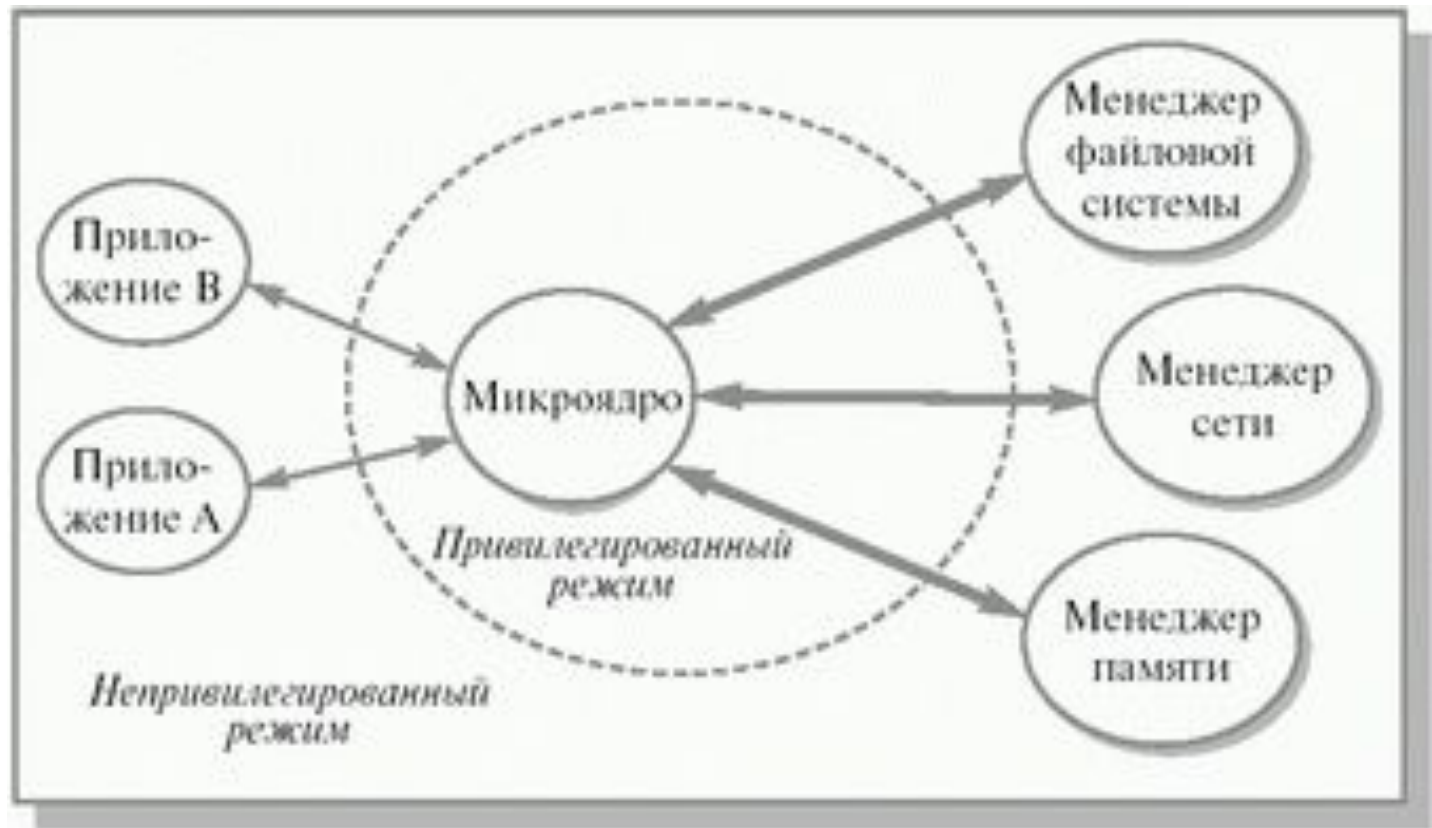 Менеджер
файловой
системы
Прило-
жение В
Микроядро
Менеджер
сети
Прило-
жение А
Привилегированный
режим
Менеджер
памяти
Непривилегированный
режим